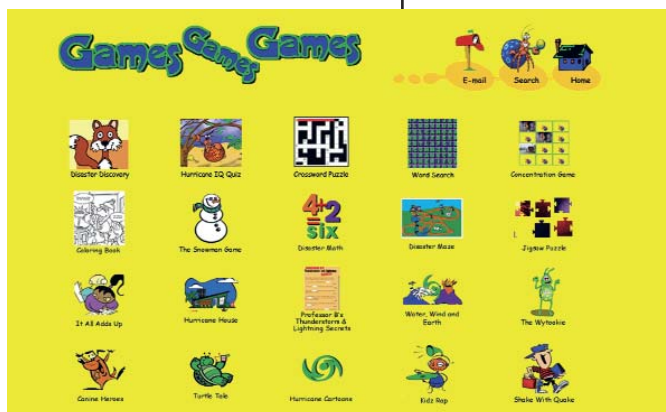 Games Games Games
E-mail Search Home
Disaster Discovery Hurricane IQ Quiz Crossword Puzzle Word Search Concentration Game
Coloring Book The Snowman Game 4+2 = six Disaster Math Disaster Maze Jigsaw Puzzle
It All Adds Up Hurricane House Professor B's Thunderstorm & Lightning Secrets Water, Wind and Earth The Wytookie
Canine Heroes Turtle Tale Hurricane Cartoons Kidz Rap Shake With Quake